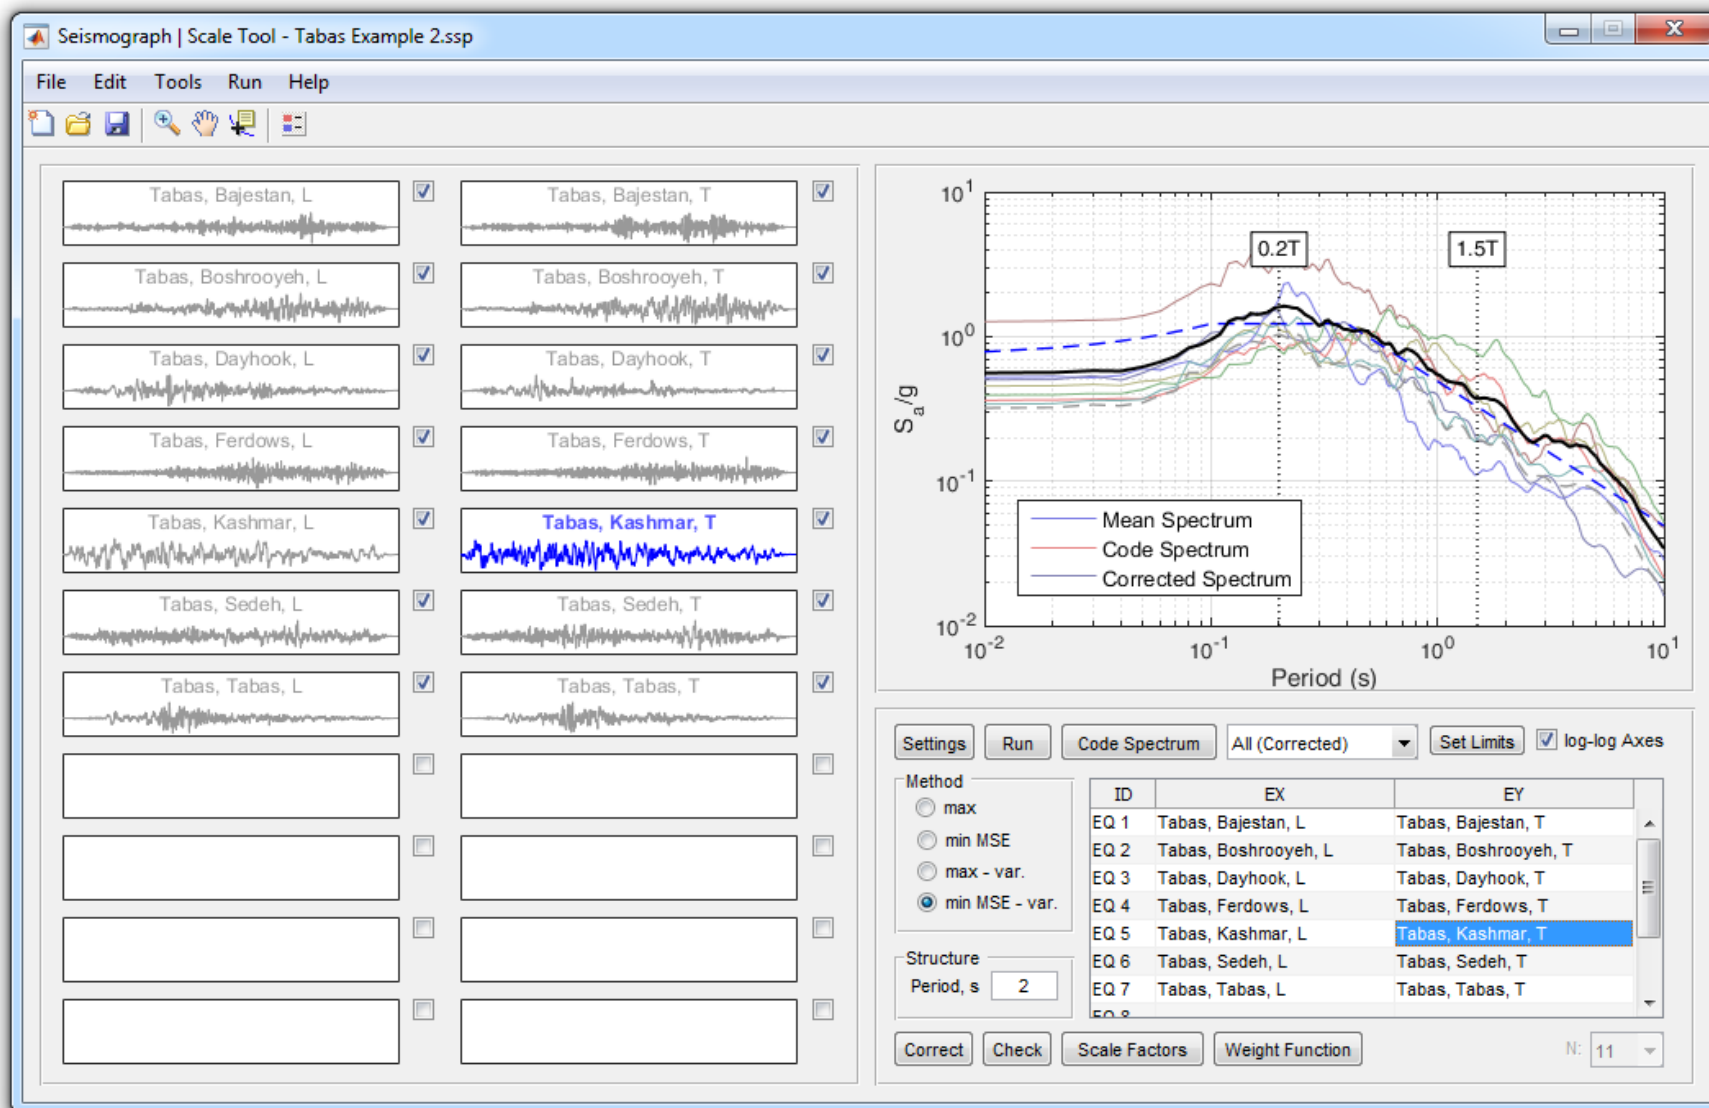 Seismograph | Scale Tool - Tabas Example 2.ssp
File Edit Tools Run Help
Tabas, Bajestan, L
Tabas, Bajestan, T
Tabas, Boshrooyeh, L
Tabas, Boshrooyeh, T
Tabas, Dayhook, L
Tabas, Dayhook, T
Tabas, Ferdows, L
Tabas, Ferdows, T
Tabas, Kashmar, L
Tabas, Kashmar, T
Tabas, Sedeh, L
Tabas, Sedeh, T
Tabas, Tabas, L
Tabas, Tabas, T
10^1
10^0
10^-1
10^-2
S_a/g
0.2T
1.5T
Mean Spectrum
Code Spectrum
Corrected Spectrum
10^-2 10^-1 10^0 10^1
Period (s)
Settings Run Code Spectrum All (Corrected) Set Limits log-log Axes
Method
max
min MSE
max - var.
min MSE - var.
Structure
Period, s 2
ID EX EY
EQ 1 Tabas, Bajestan, L Tabas, Bajestan, T
EQ 2 Tabas, Boshrooyeh, L Tabas, Boshrooyeh, T
EQ 3 Tabas, Dayhook, L Tabas, Dayhook, T
EQ 4 Tabas, Ferdows, L Tabas, Ferdows, T
EQ 5 Tabas, Kashmar, L Tabas, Kashmar, T
EQ 6 Tabas, Sedeh, L Tabas, Sedeh, T
EQ 7 Tabas, Tabas, L Tabas, Tabas, T
EQ 8
Correct Check Scale Factors Weight Function N: 11